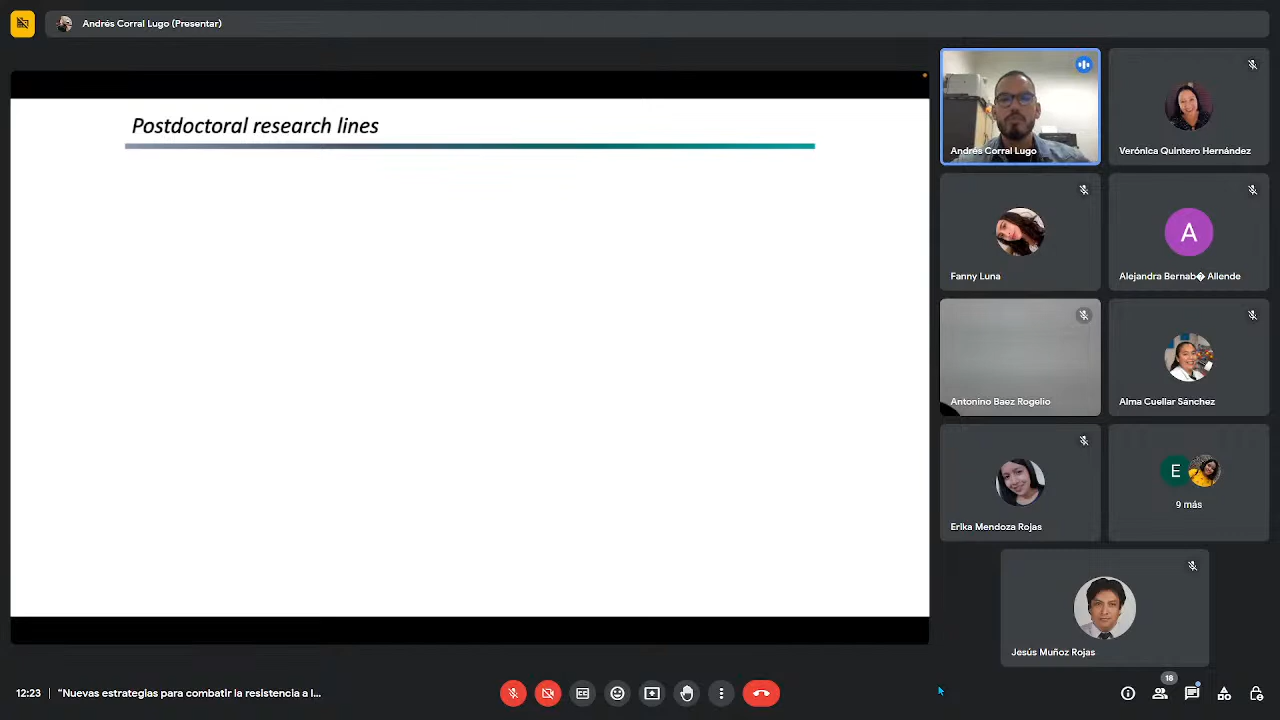 Andrés Corral Lugo (Presentar)
Postdoctoral research lines
Andrés Corral Lugo
Verónica Quintero Hernández
Fanny Luna
A
Alejandra Bernab� Allende
Antonino Baez Rogelio
Alma Cuellar Sánchez
Erika Mendoza Rojas
E
9 más
Jesús Muñoz Rojas
12:23 | "Nuevas estrategias para combatir la resistencia a l...
18